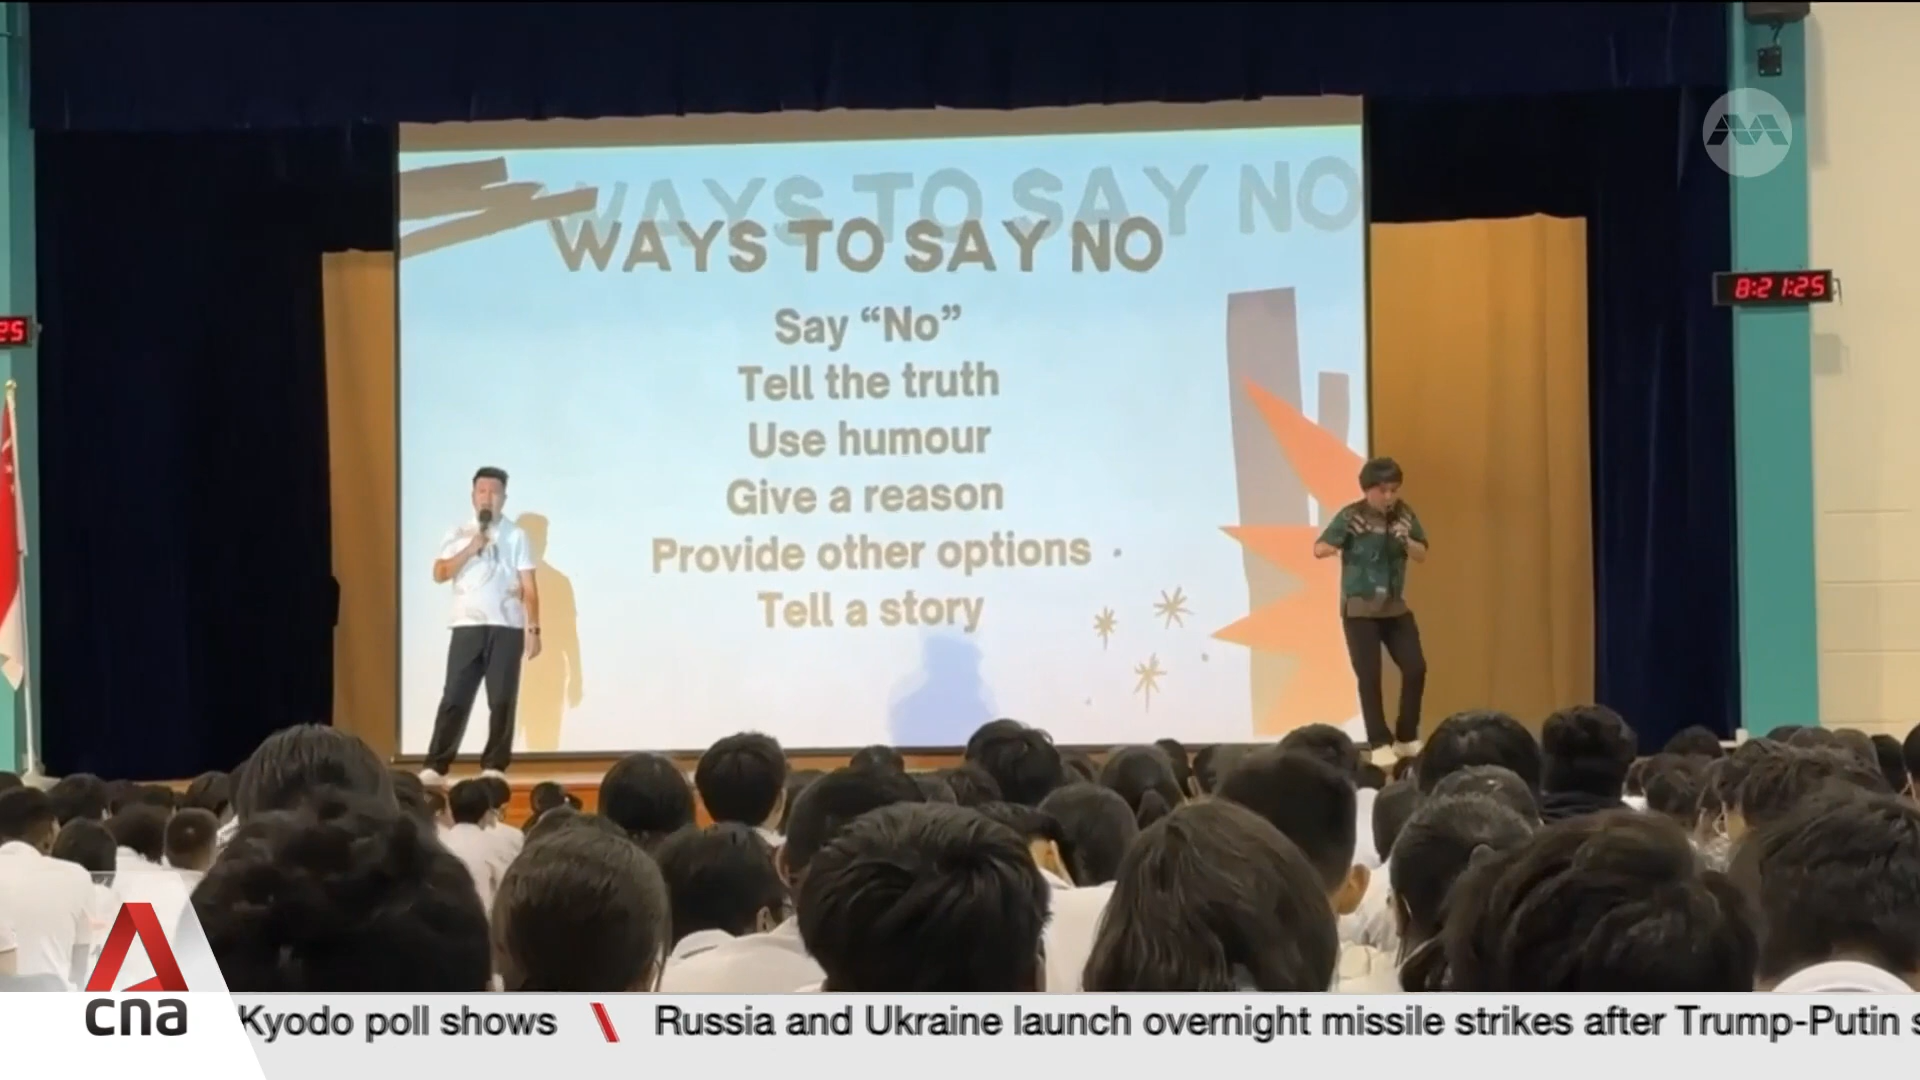 WAYS TO SAY NO
WAYS TO SAY NO
Say “No”
Tell the truth
Use humour
Give a reason
Provide other options
Tell a story
8:21:25
25
cna
Kyodo poll shows
Russia and Ukraine launch overnight missile strikes after Trump-Putin